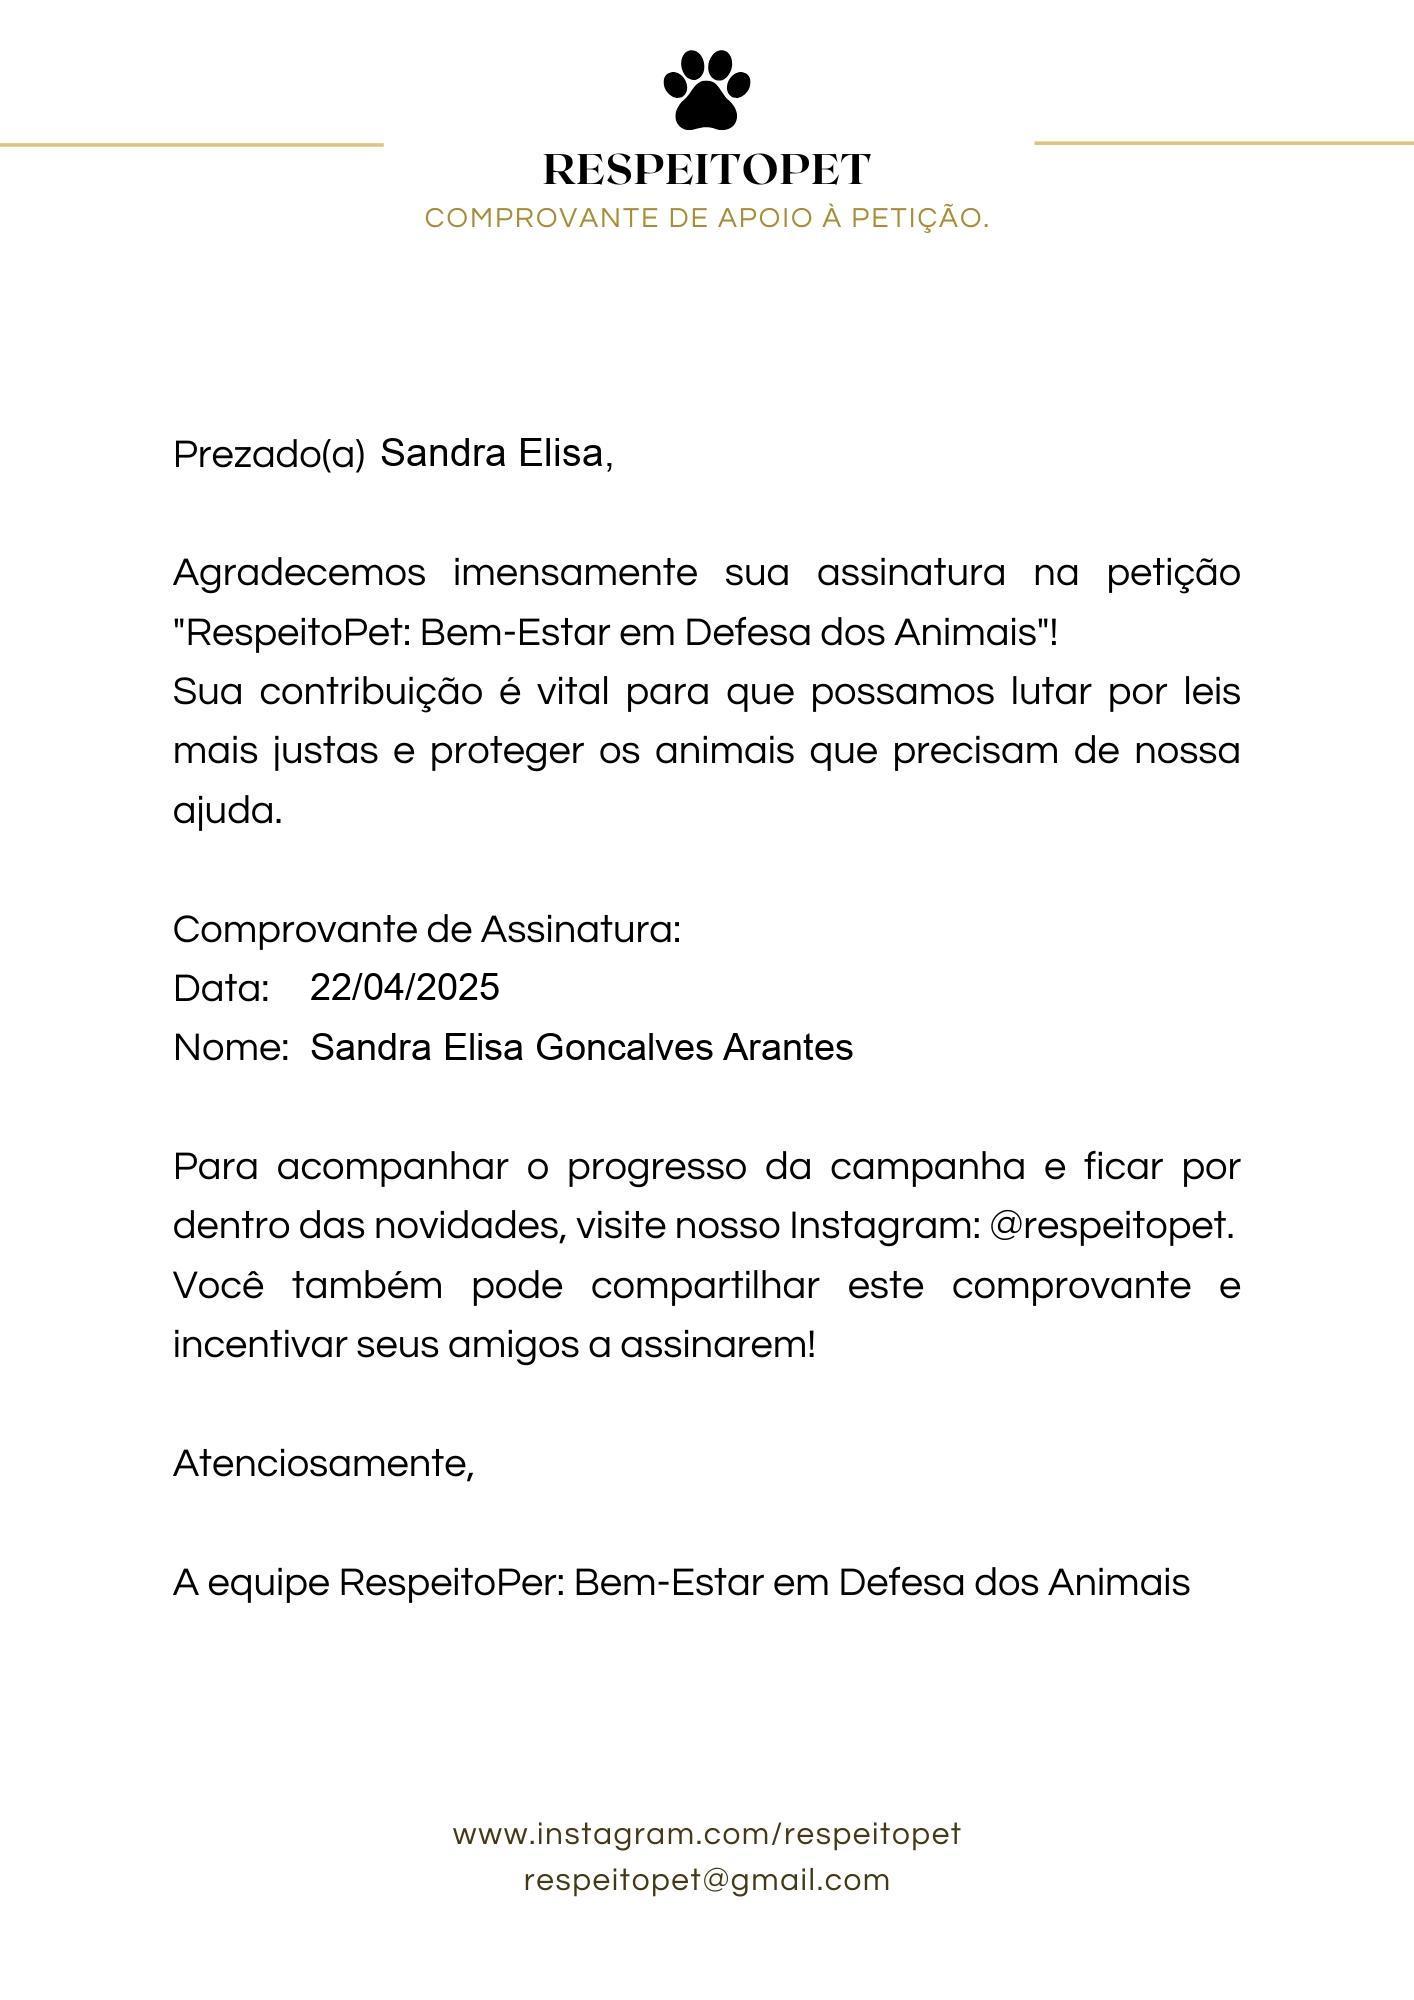 RESPEITOPET
COMPROVANTE DE APOIO À PETIÇÃO.
Prezado(a) Sandra Elisa,
Agradecemos imensamente sua assinatura na petição
"RespeitoPet: Bem-Estar em Defesa dos Animais"!
Sua contribuição é vital para que possamos lutar por leis
mais justas e proteger os animais que precisam de nossa
ajuda.
Comprovante de Assinatura:
Data: 22/04/2025
Nome: Sandra Elisa Goncalves Arantes
Para acompanhar o progresso da campanha e ficar por
dentro das novidades, visite nosso Instagram: @respeitopet.
Você também pode compartilhar este comprovante e
incentivar seus amigos a assinarem!
Atenciosamente,
A equipe RespeitoPer: Bem-Estar em Defesa dos Animais
www.instagram.com/respeitopet
respeitopet@gmail.com